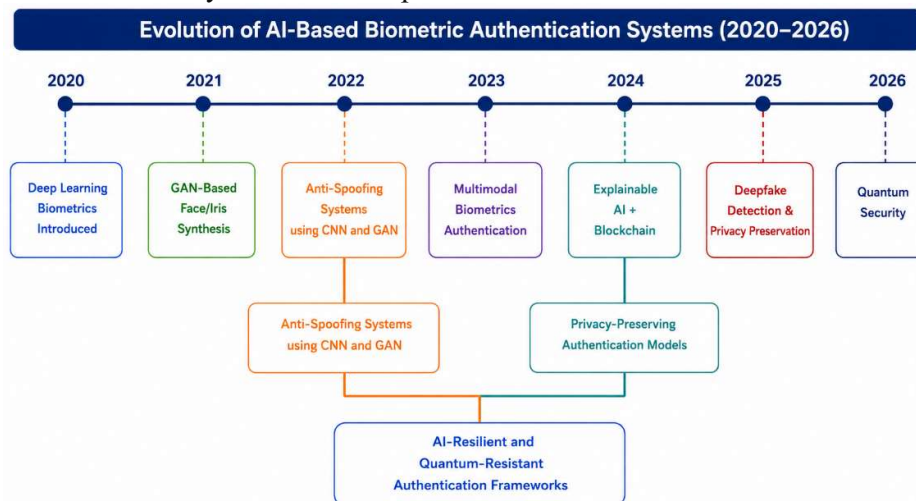 Evolution of AI-Based Biometric Authentication Systems (2020–2026)
2020 2021 2022 2023 2024 2025 2026
Deep Learning
Biometrics
Introduced
GAN-Based
Face/Iris
Synthesis
Anti-Spoofing
Systems
using CNN and GAN
Multimodal
Biometrics
Authentication
Explainable
AI +
Blockchain
Deepfake
Detection &
Privacy Preservation
Quantum
Security
Anti-Spoofing Systems
using CNN and GAN
Privacy-Preserving
Authentication Models
AI-Resilient and
Quantum-Resistant
Authentication Frameworks